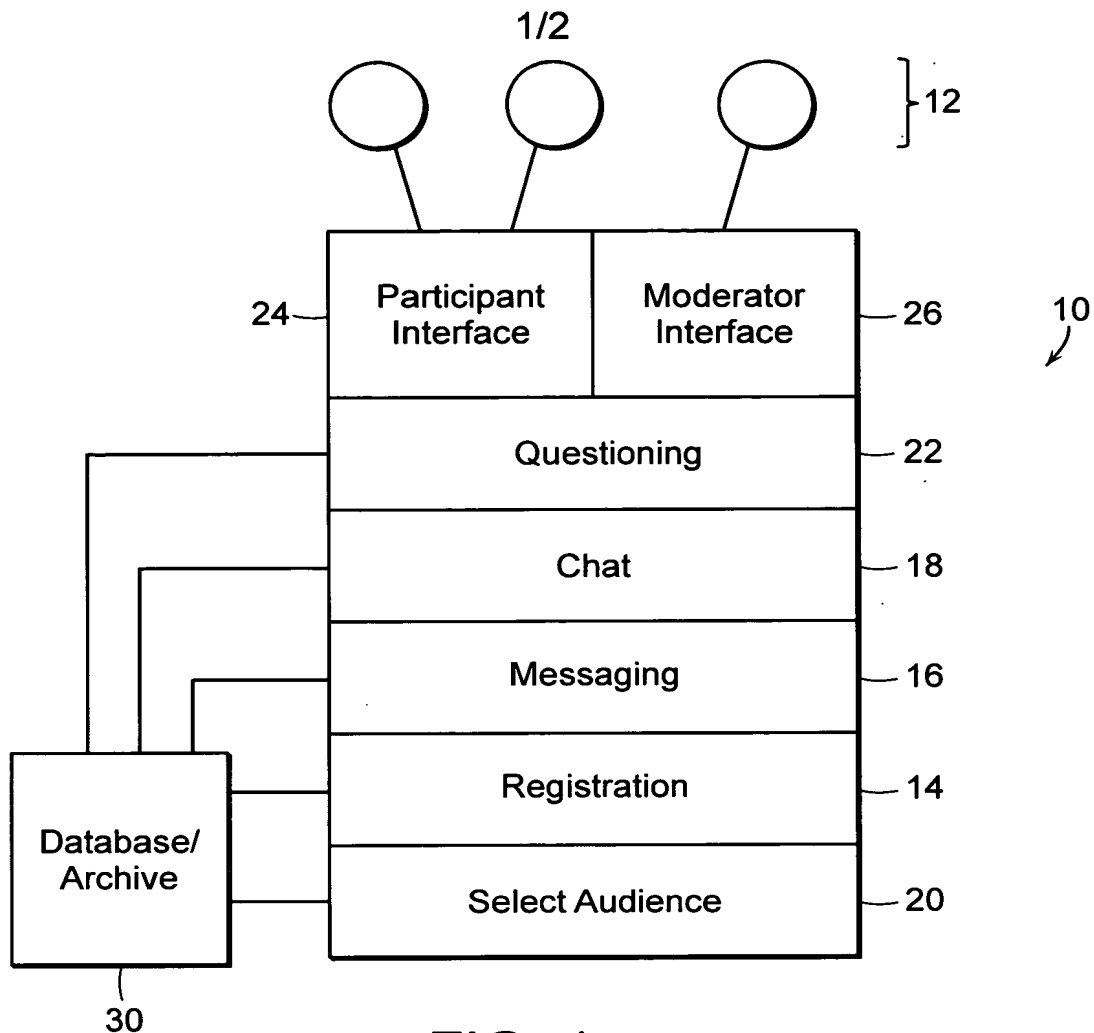 1/2
12
Participant
Interface
Moderator
Interface
24
26
10
Questioning
22
Chat
18
Messaging
16
Registration
14
Database/
Archive
Select Audience
20
30